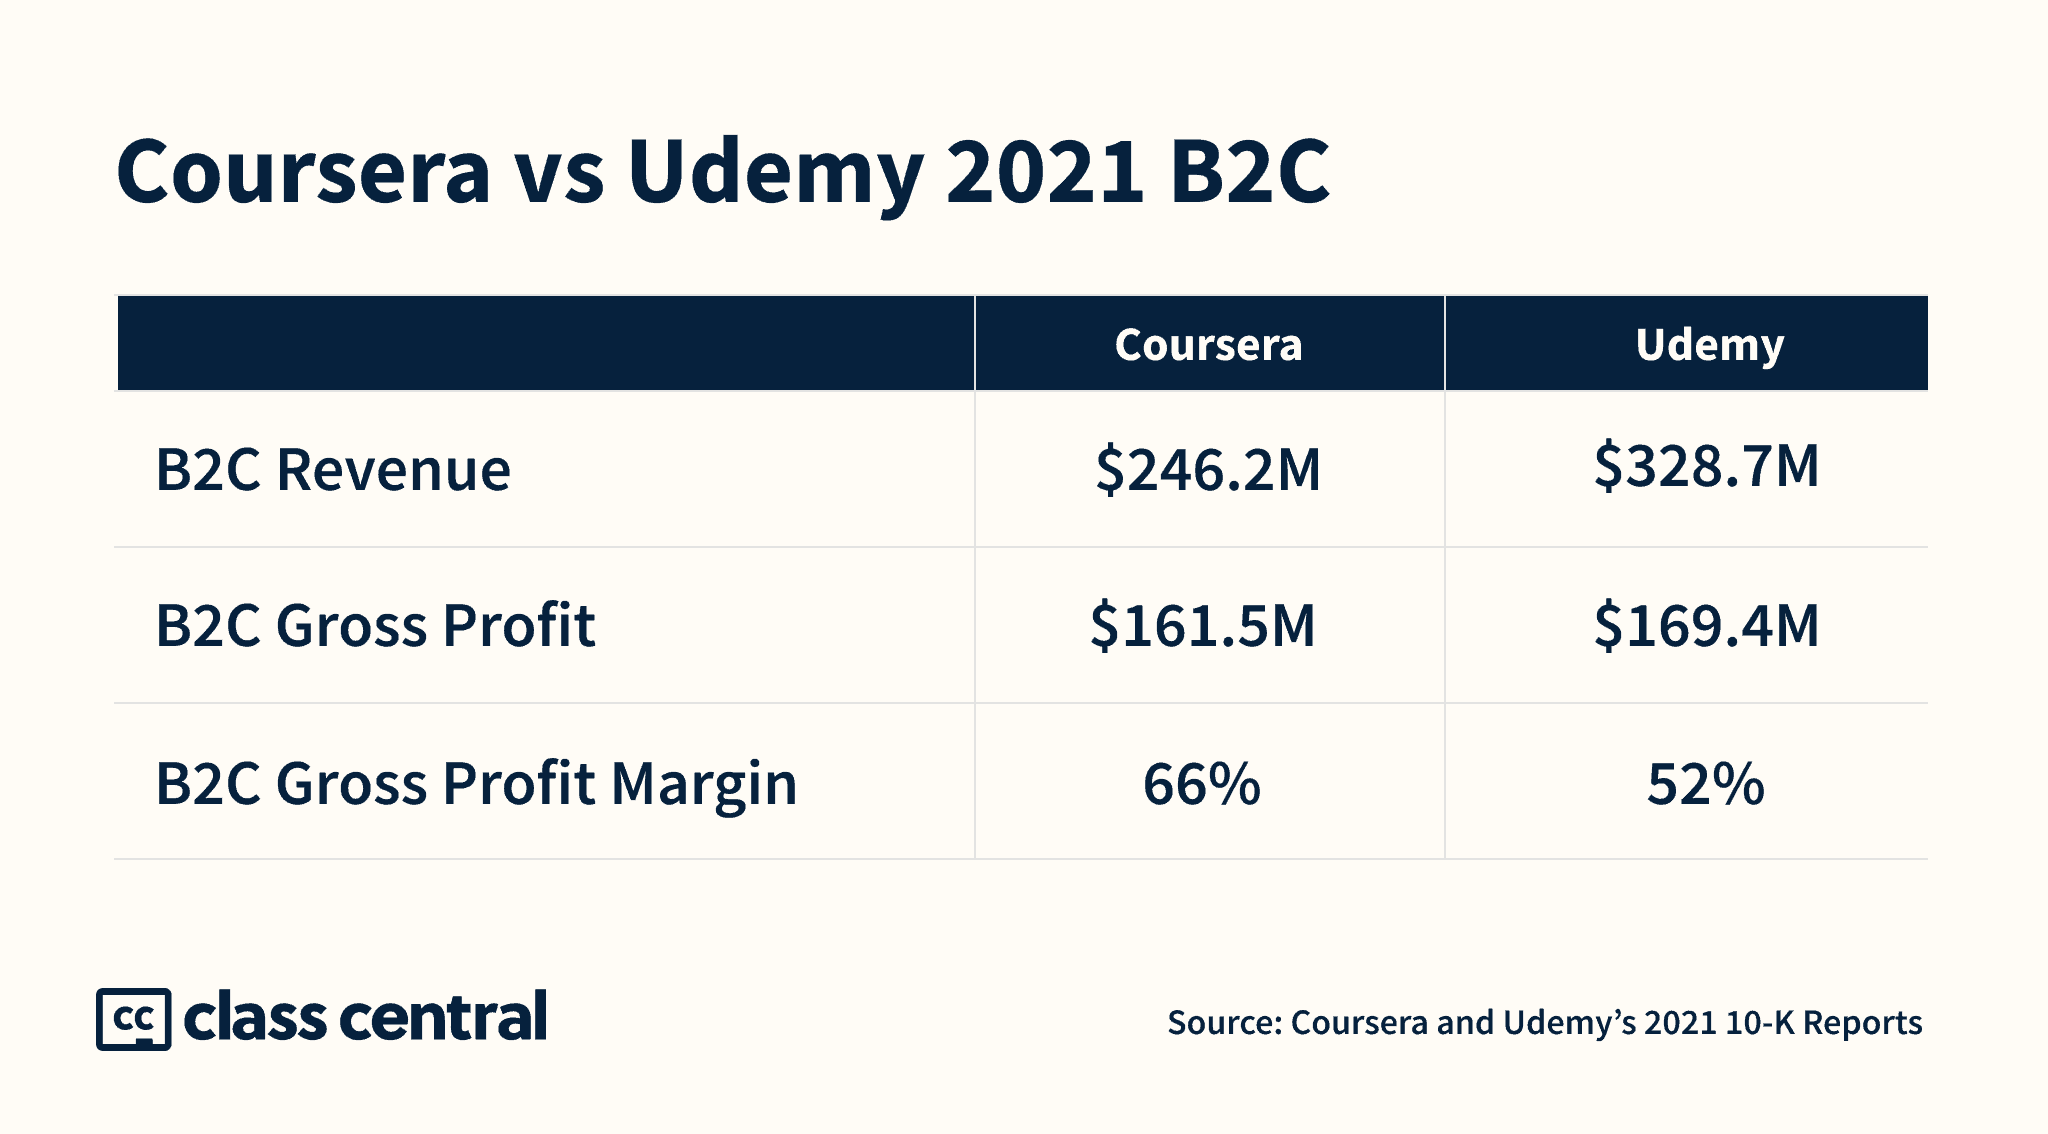 Coursera vs Udemy 2021 B2C
Coursera Udemy
B2C Revenue $246.2M $328.7M
B2C Gross Profit $161.5M $169.4M
B2C Gross Profit Margin 66% 52%
cc class central
Source: Coursera and Udemy’s 2021 10-K Reports